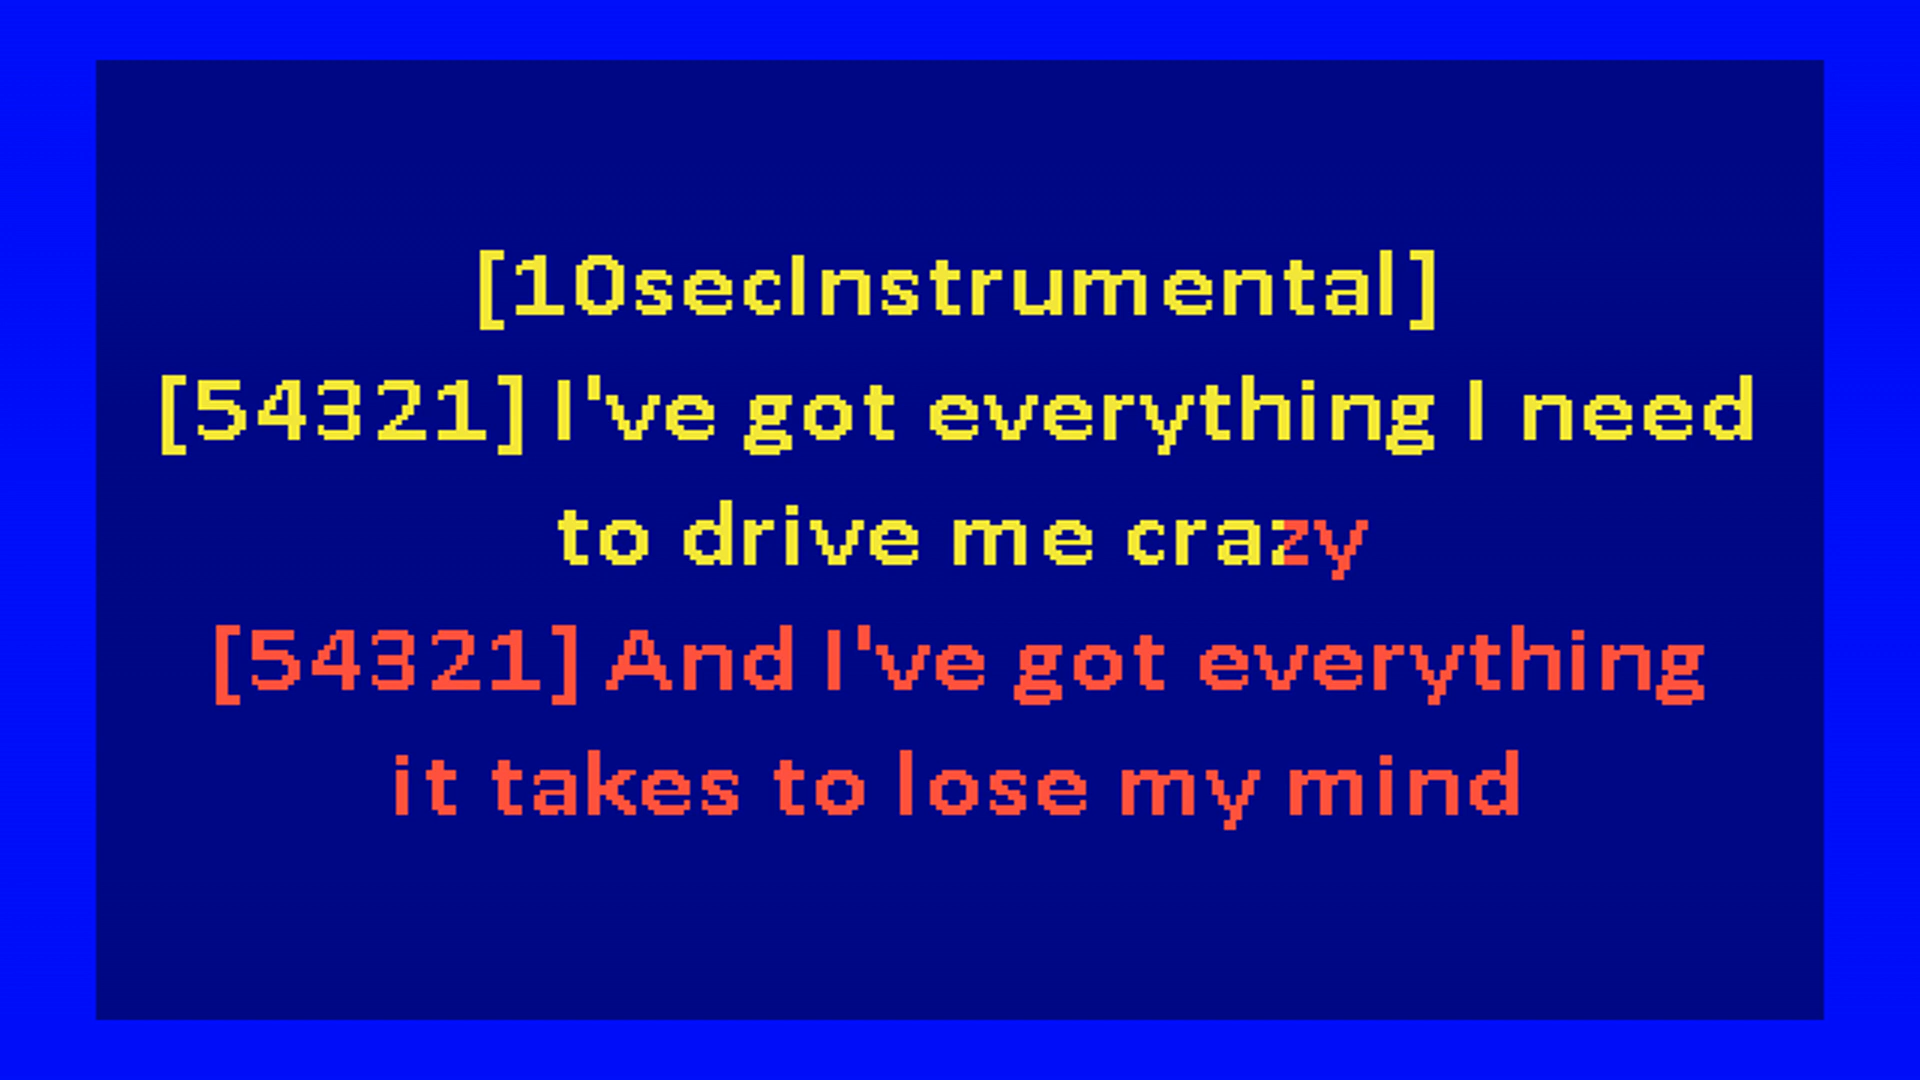 [10secInstrumental]
[54321] I've got everything I need
to drive me crazy
[54321] And I've got everything
it takes to lose my mind